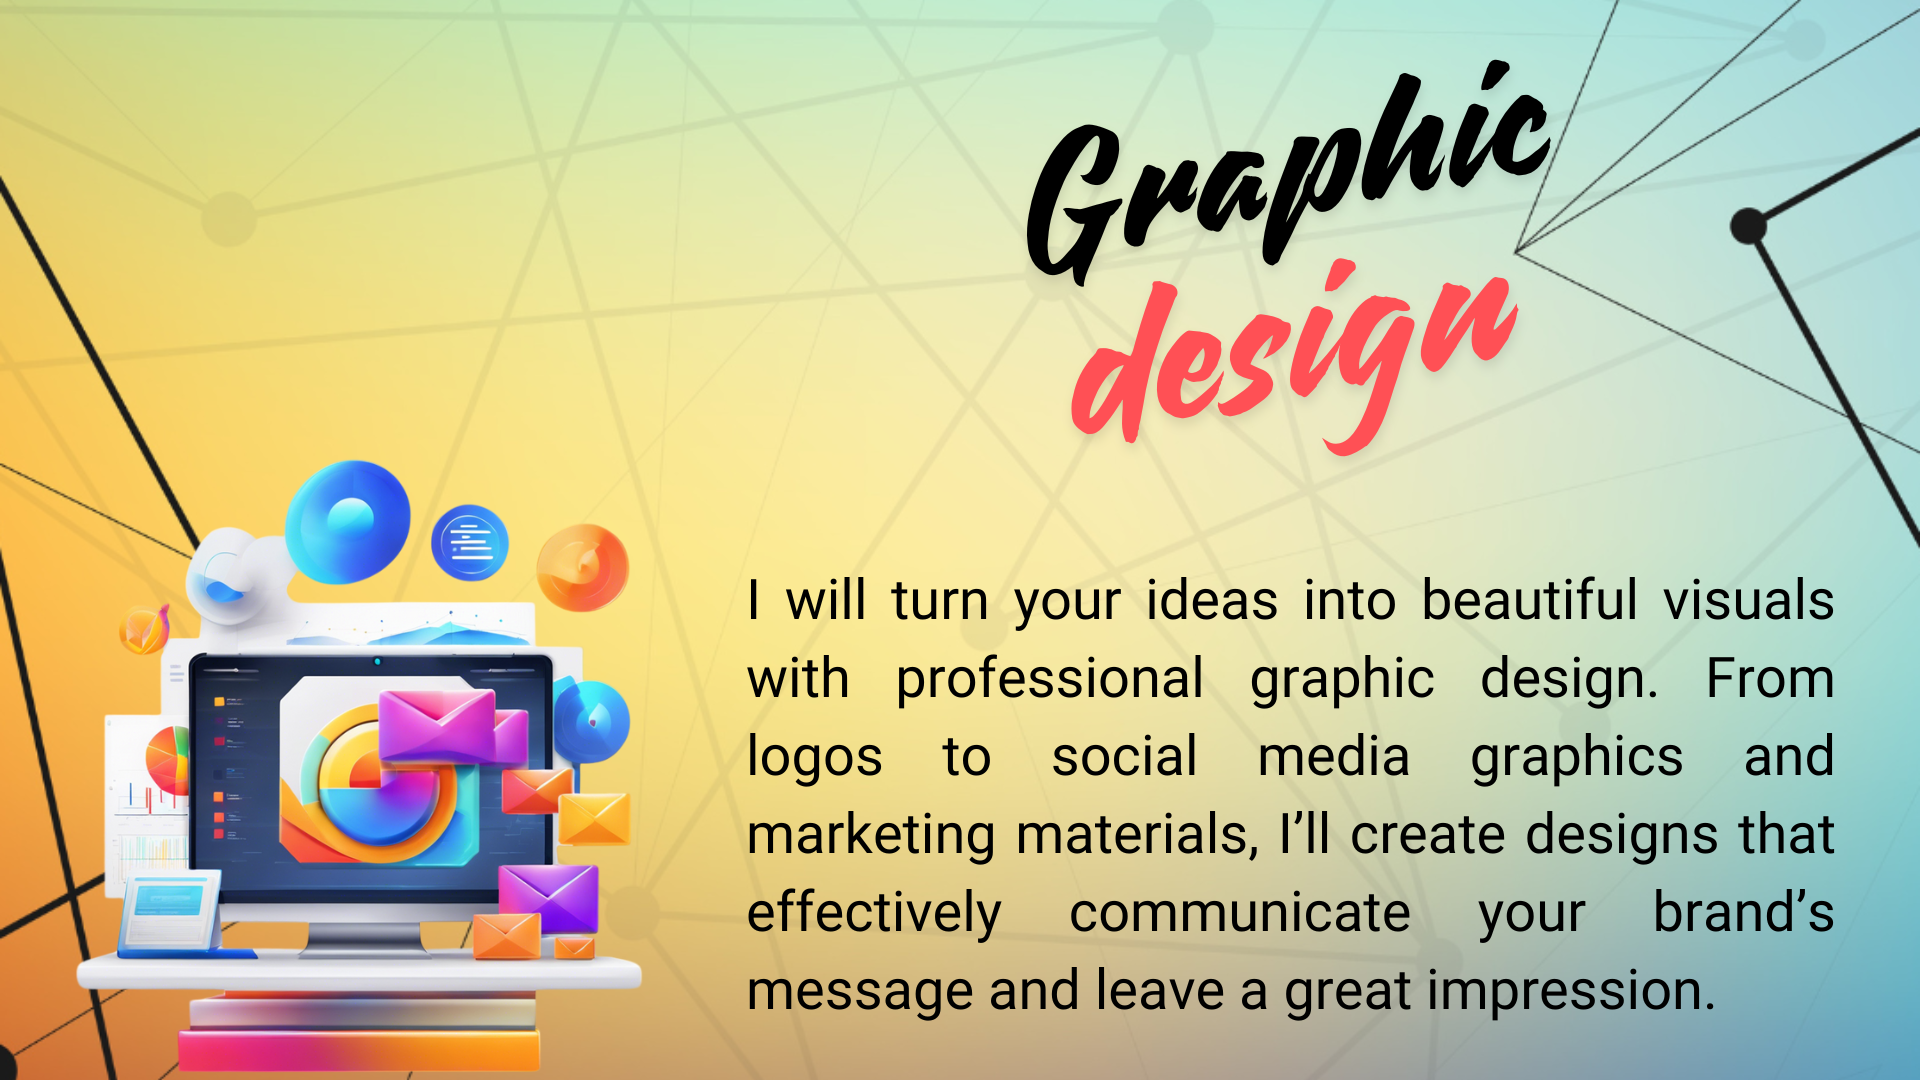 Graphic
design
I will turn your ideas into beautiful visuals
with professional graphic design. From
logos to social media graphics and
marketing materials, I’ll create designs that
effectively communicate your brand’s
message and leave a great impression.